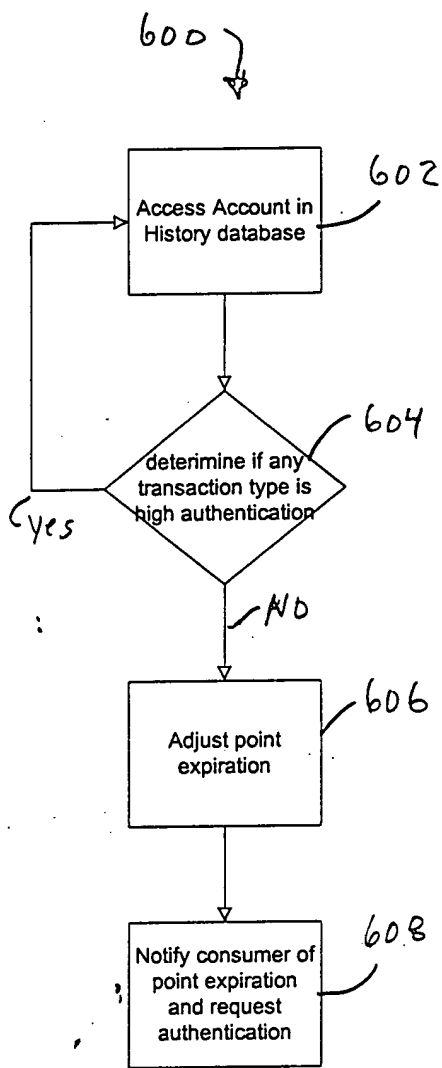 600
602
Access Account in
History database
604
deterimine if any
transaction type is
high authentication
yes
NO
606
Adjust point
expiration
608
Notify consumer of
point expiration
and request
authentication